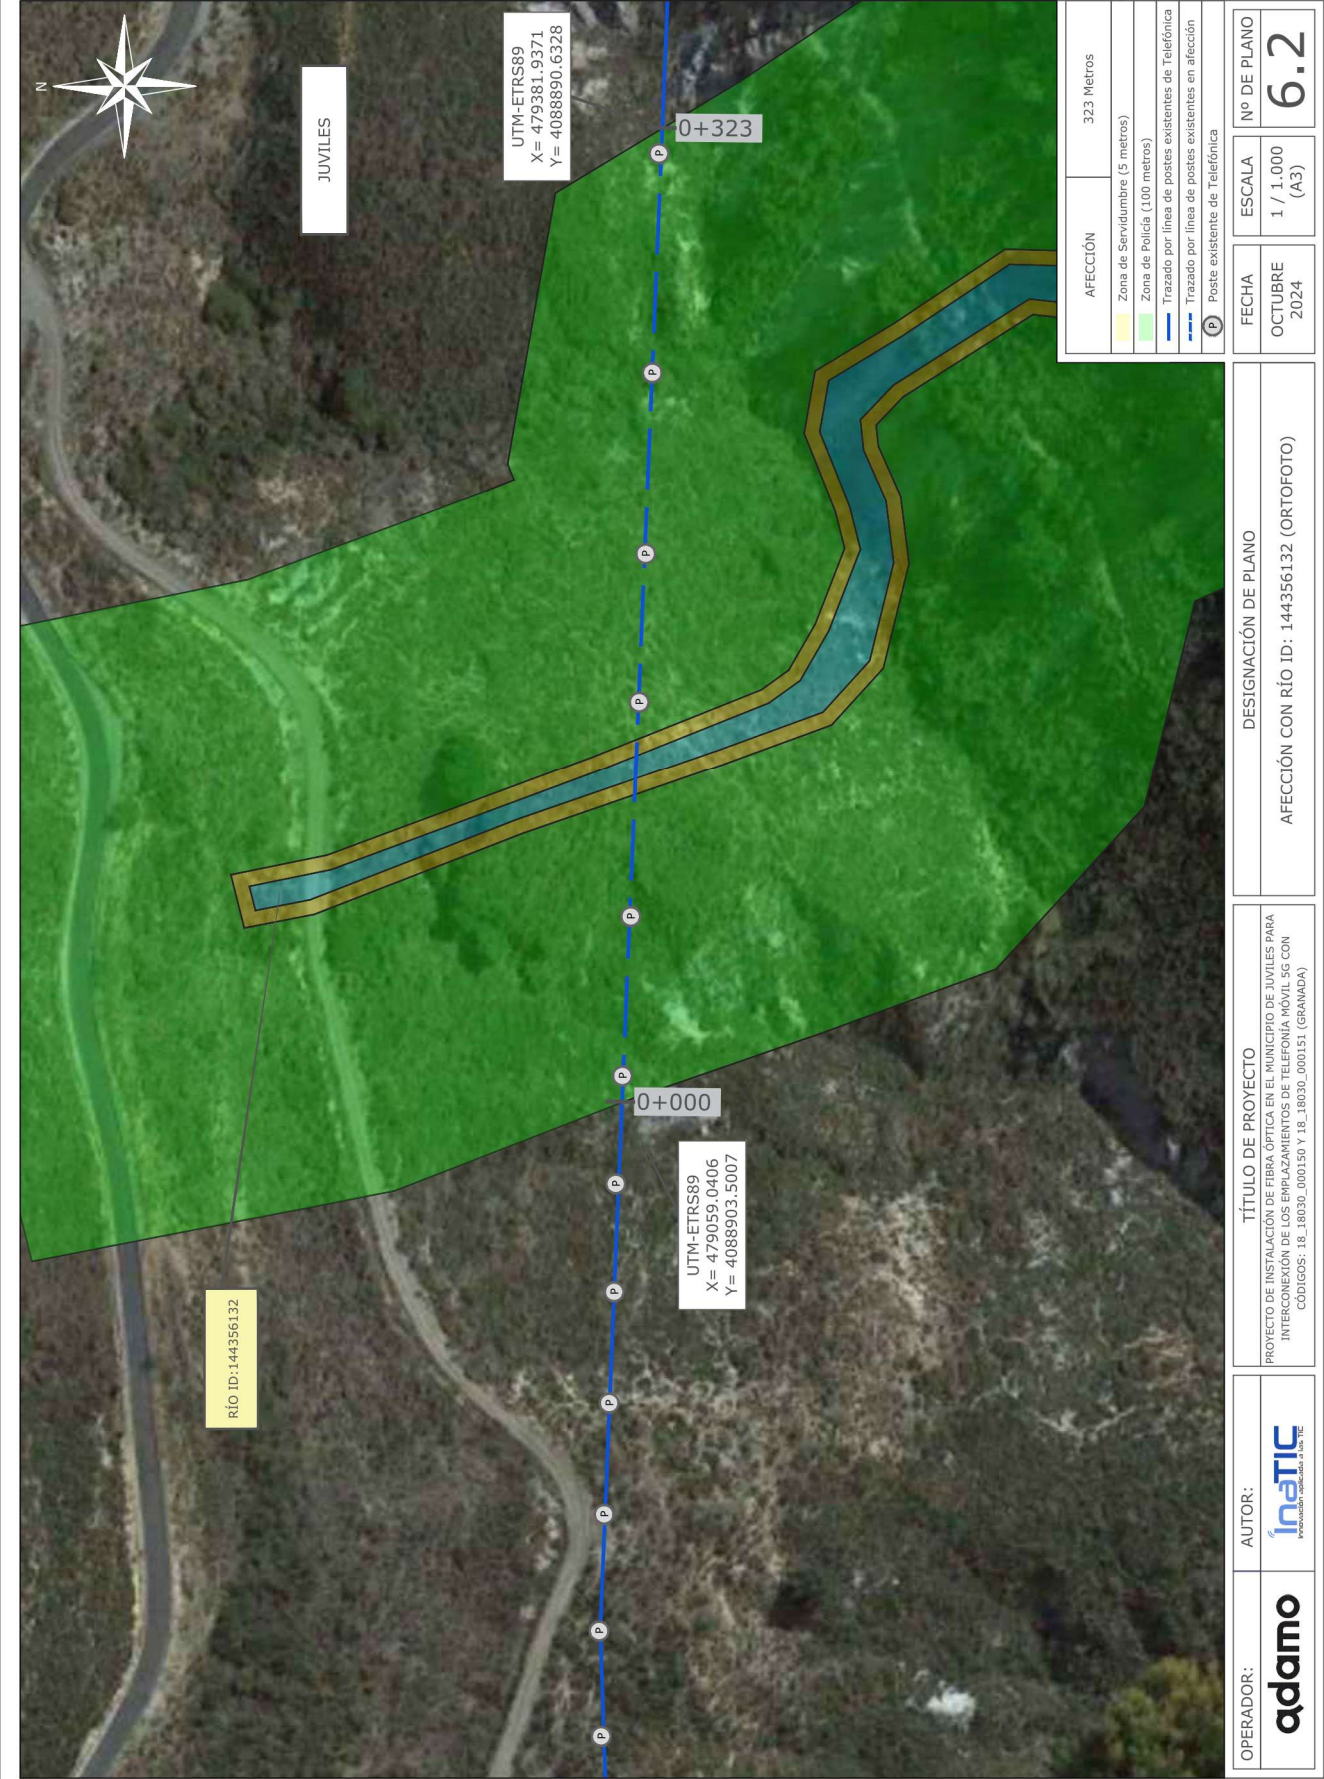 N
JUVILES
UTM-ETRS89
X= 479381.9371
Y= 4088890.6328
0+323
P
P
P
P
P
P
0+000
UTM-ETRS89
X= 479059.0406
Y= 4088903.5007
P
P
P
P
P
P
RÍO ID:144356132
AFECCIÓN
323 Metros
Zona de Servidumbre (5 metros)
Zona de Policía (100 metros)
Trazado por línea de postes existentes de Telefónica
Trazado por línea de postes existentes en afección
P Poste existente de Telefónica
OPERADOR:
adamo
AUTOR:
InaTIC
Innovación aplicada a las TIC
TÍTULO DE PROYECTO
PROYECTO DE INSTALACIÓN DE FIBRA ÓPTICA EN EL MUNICIPIO DE JUVILES PARA
INTERCONEXIÓN DE LOS EMPLAZAMIENTOS DE TELEFONÍA MÓVIL 5G CON
CÓDIGOS: 18_18030_000150 Y 18_18030_000151 (GRANADA)
DESIGNACIÓN DE PLANO
AFECCIÓN CON RÍO ID: 144356132 (ORTOFOTO)
FECHA
OCTUBRE
2024
ESCALA
1 / 1.000
(A3)
Nº DE PLANO
6.2